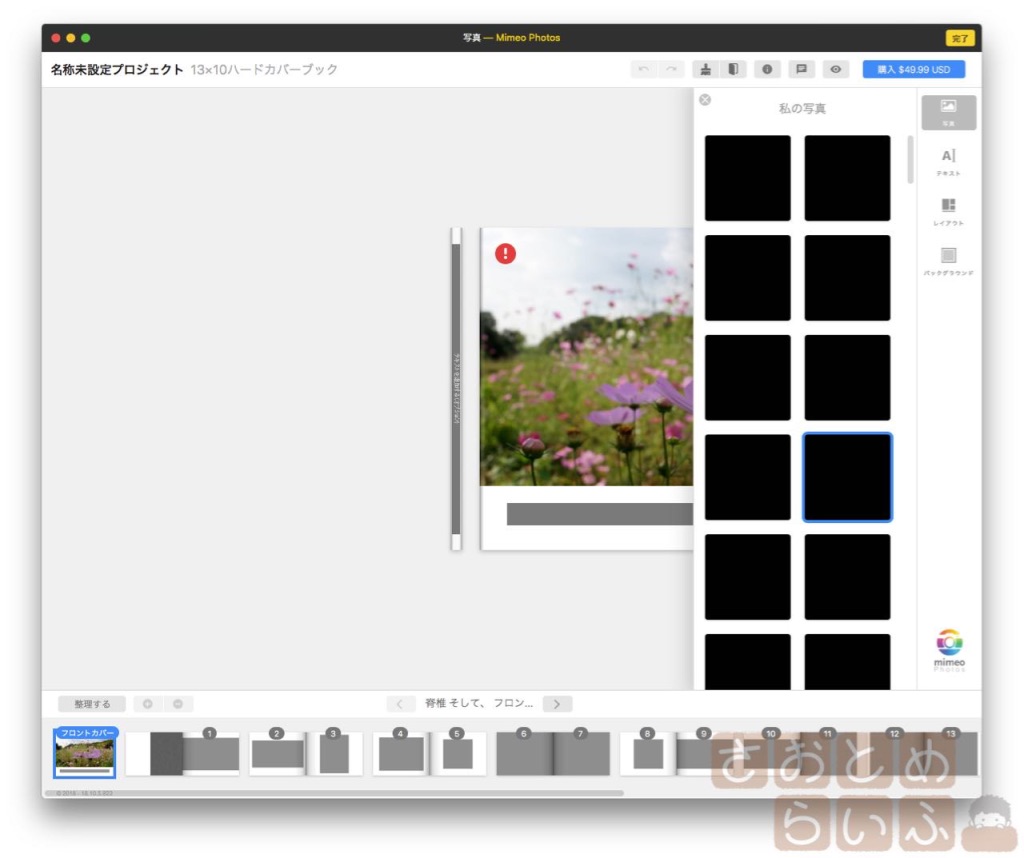 写真 — Mimeo Photos
完了
名称未設定プロジェクト 13×10ハードカバーブック
購入 $49.99 USD
私の写真
写真
A
テキスト
レイアウト
バックグラウンド
!
mimeo
Photos
整理する
脊椎 そして、 フロン...
フロントカバー
1 2 3 4 5 6 7 8 9 10 11 12 13
さおとめ
らいふ